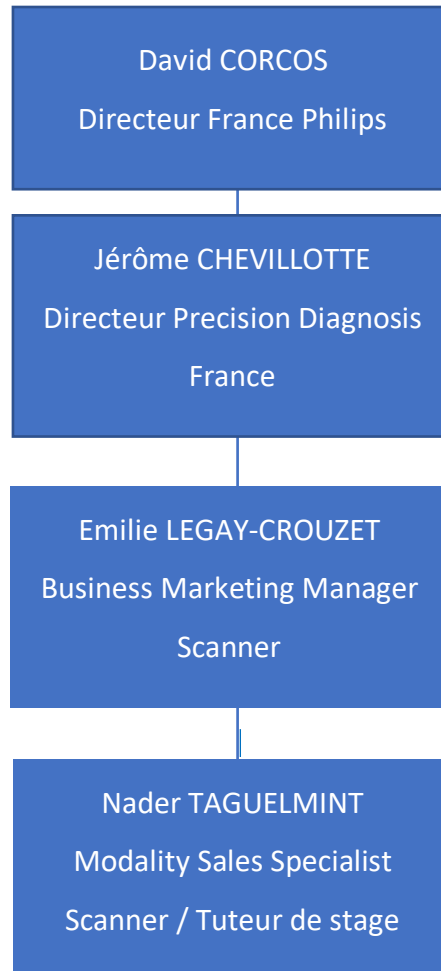 David CORCOS
Directeur France Philips
Jérôme CHEVILLOTTE
Directeur Precision Diagnosis
France
Emilie LEGAY-CROUZET
Business Marketing Manager
Scanner
Nader TAGUELMINT
Modality Sales Specialist
Scanner / Tuteur de stage